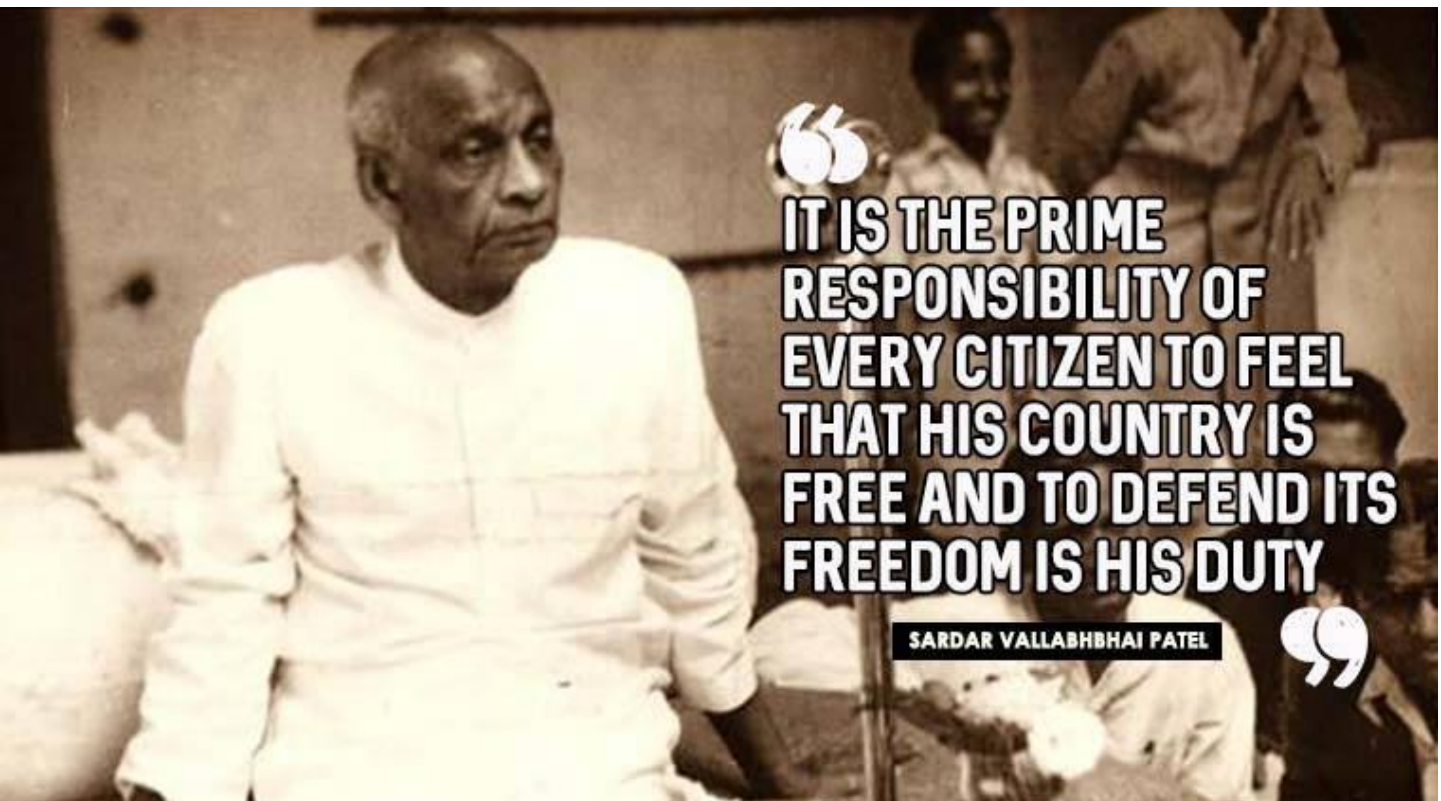 “
IT IS THE PRIME
RESPONSIBILITY OF
EVERY CITIZEN TO FEEL
THAT HIS COUNTRY IS
FREE AND TO DEFEND ITS
FREEDOM IS HIS DUTY
”
SARDAR VALLABHBHAI PATEL